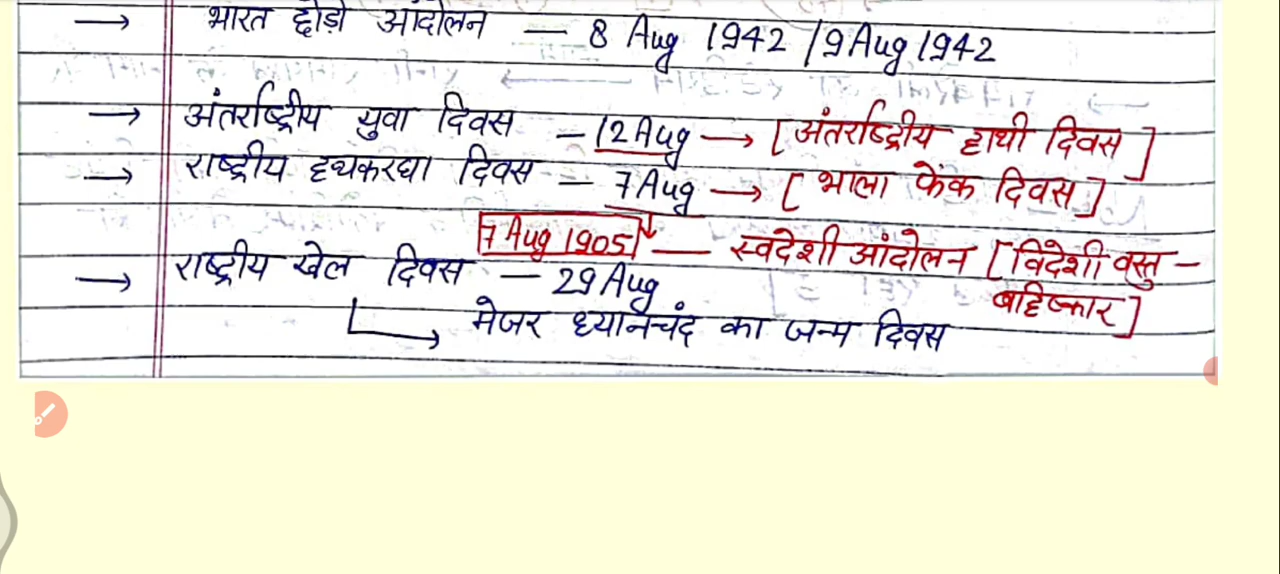 → भारत छोड़ो आंदोलन — 8 Aug 1942 / 9 Aug 1942
→ अंतर्राष्ट्रीय युवा दिवस – 12 Aug → [अंतर्राष्ट्रीय हाथी दिवस]
→ राष्ट्रीय हथकरघा दिवस – 7 Aug → [भाला फेंक दिवस]
7 Aug 1905 — स्वदेशी आंदोलन [विदेशी वस्तु –
बहिष्कार]
→ राष्ट्रीय खेल दिवस – 29 Aug
→ मेजर ध्यानचंद का जन्म दिवस